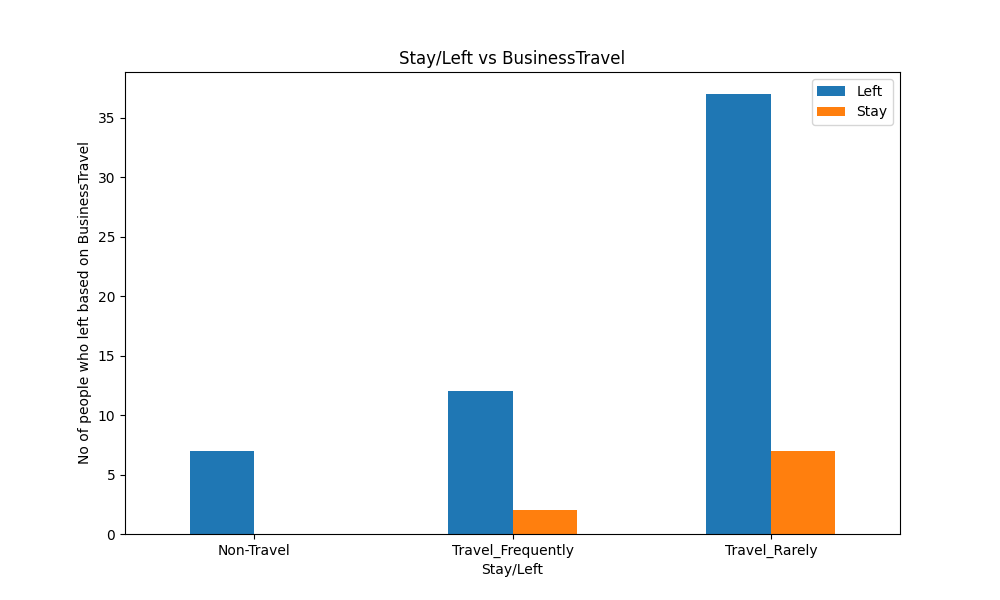 Stay/Left vs BusinessTravel
Left
Stay
No of people who left based on BusinessTravel
35
30
25
20
15
10
5
0
Non-Travel
Travel_Frequently
Travel_Rarely
Stay/Left